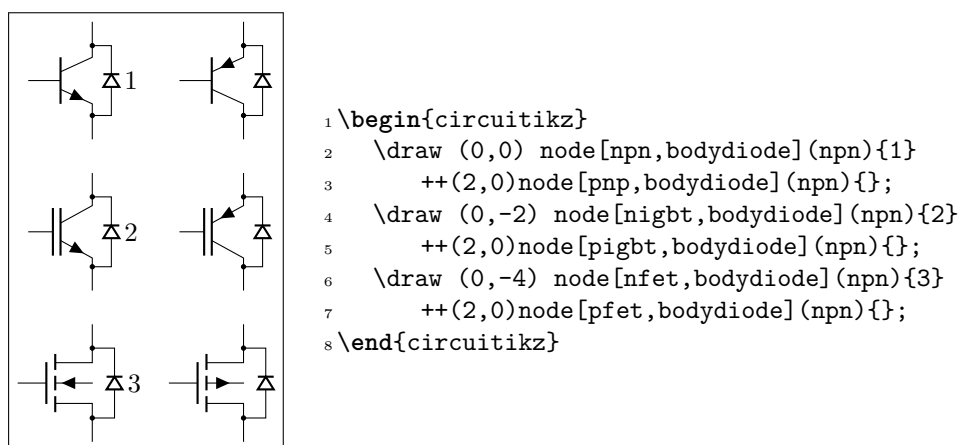 1
2
3
1 \begin{circuitikz}
2 \draw (0,0) node[npn,bodydiode](npn){1}
3 ++(2,0)node[pnp,bodydiode](npn){};
4 \draw (0,-2) node[nigbt,bodydiode](npn){2}
5 ++(2,0)node[pigbt,bodydiode](npn){};
6 \draw (0,-4) node[nfet,bodydiode](npn){3}
7 ++(2,0)node[pfet,bodydiode](npn){};
8 \end{circuitikz}